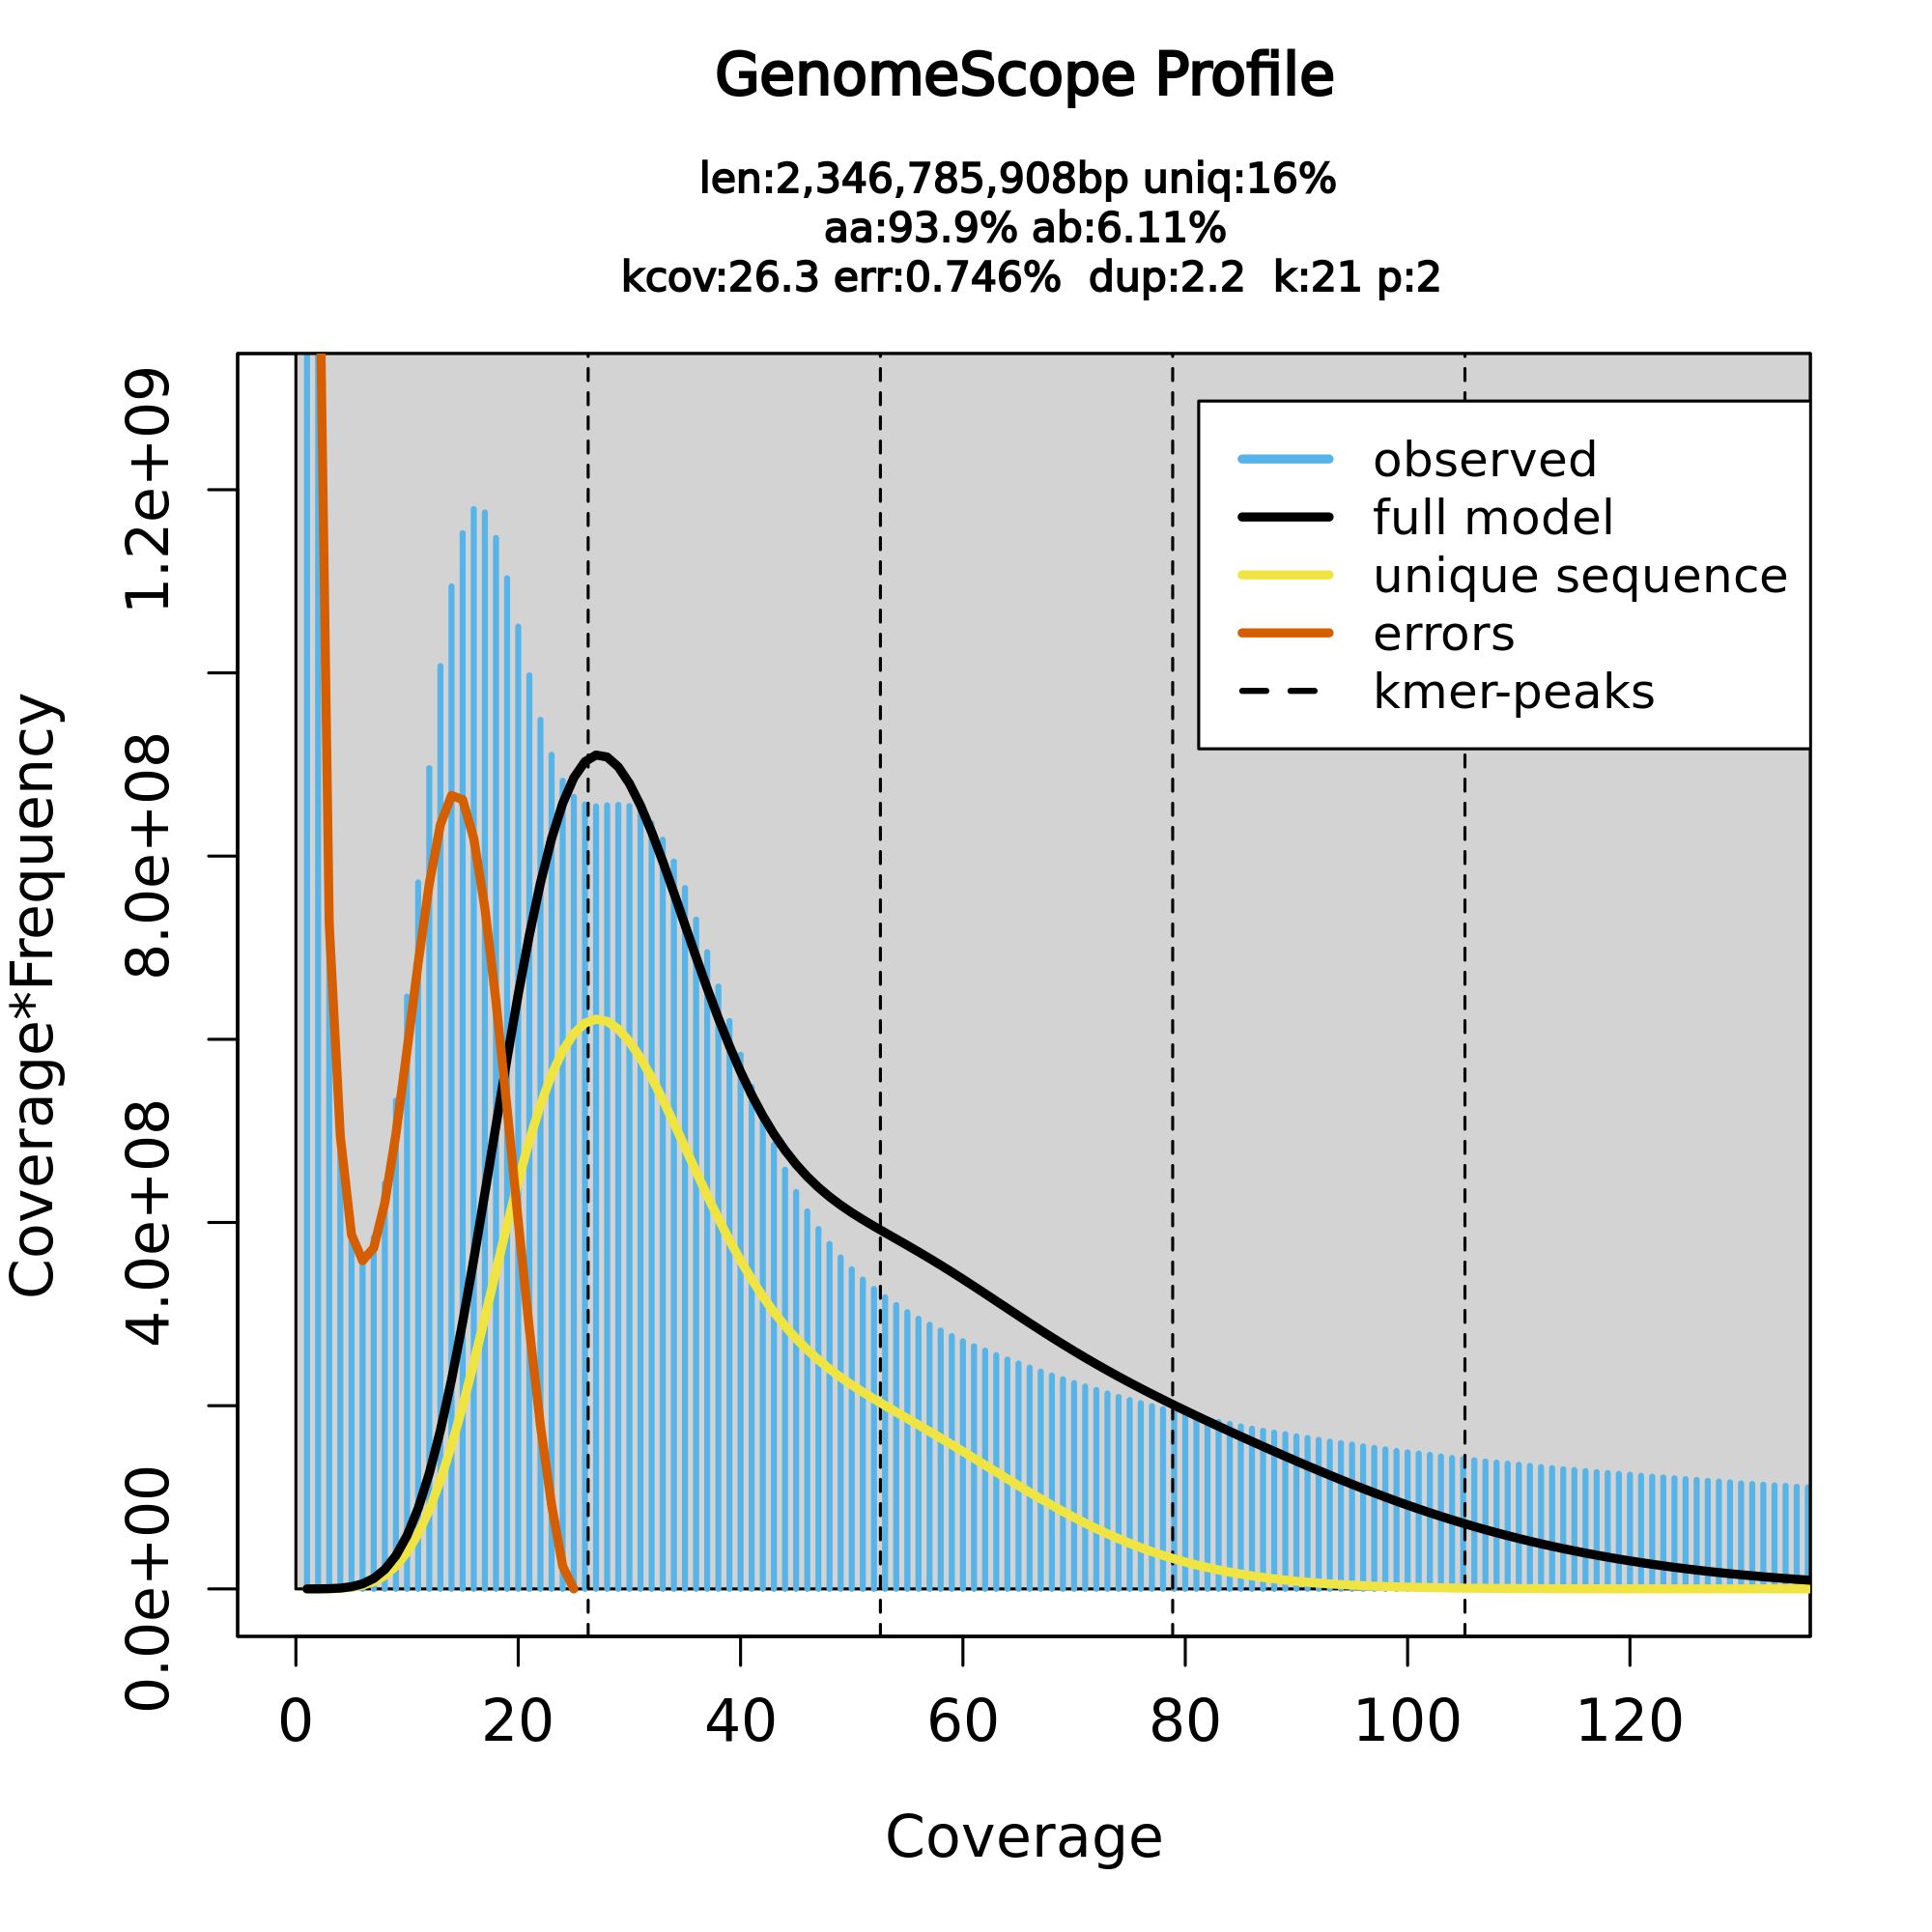 GenomeScope Profile
len:2,346,785,908bp uniq:16%
aa:93.9% ab:6.11%
kcov:26.3 err:0.746% dup:2.2 k:21 p:2
observed
full model
unique sequence
errors
kmer-peaks
Coverage*Frequency
1.2e+09
8.0e+08
4.0e+08
0.0e+00
0 20 40 60 80 100 120
Coverage